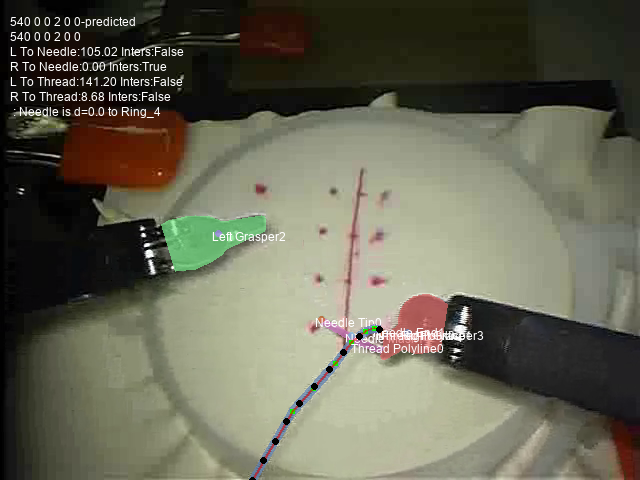 540 0 0 2 0 0-predicted
540 0 0 2 0 0
L To Needle:105.02 Inters:False
R To Needle:0.00 Inters:True
L To Thread:141.20 Inters:False
R To Thread:8.68 Inters:False
: Needle is d=0.0 to Ring_4
Left Grasper2
Needle Tip0
Thread Polyline0